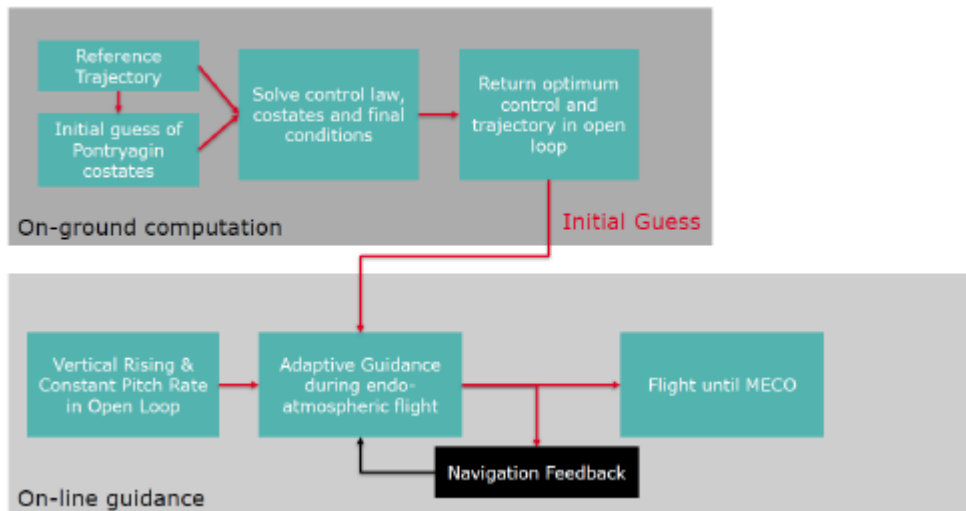 Reference
Trajectory
Initial guess of
Pontryagin
costates
Solve control law,
costates and final
conditions
Return optimum
control and
trajectory in open
loop
On-ground computation
Initial Guess
Vertical Rising &
Constant Pitch Rate
in Open Loop
Adaptive Guidance
during endo-
atmospheric flight
Flight until MECO
Navigation Feedback
On-line guidance